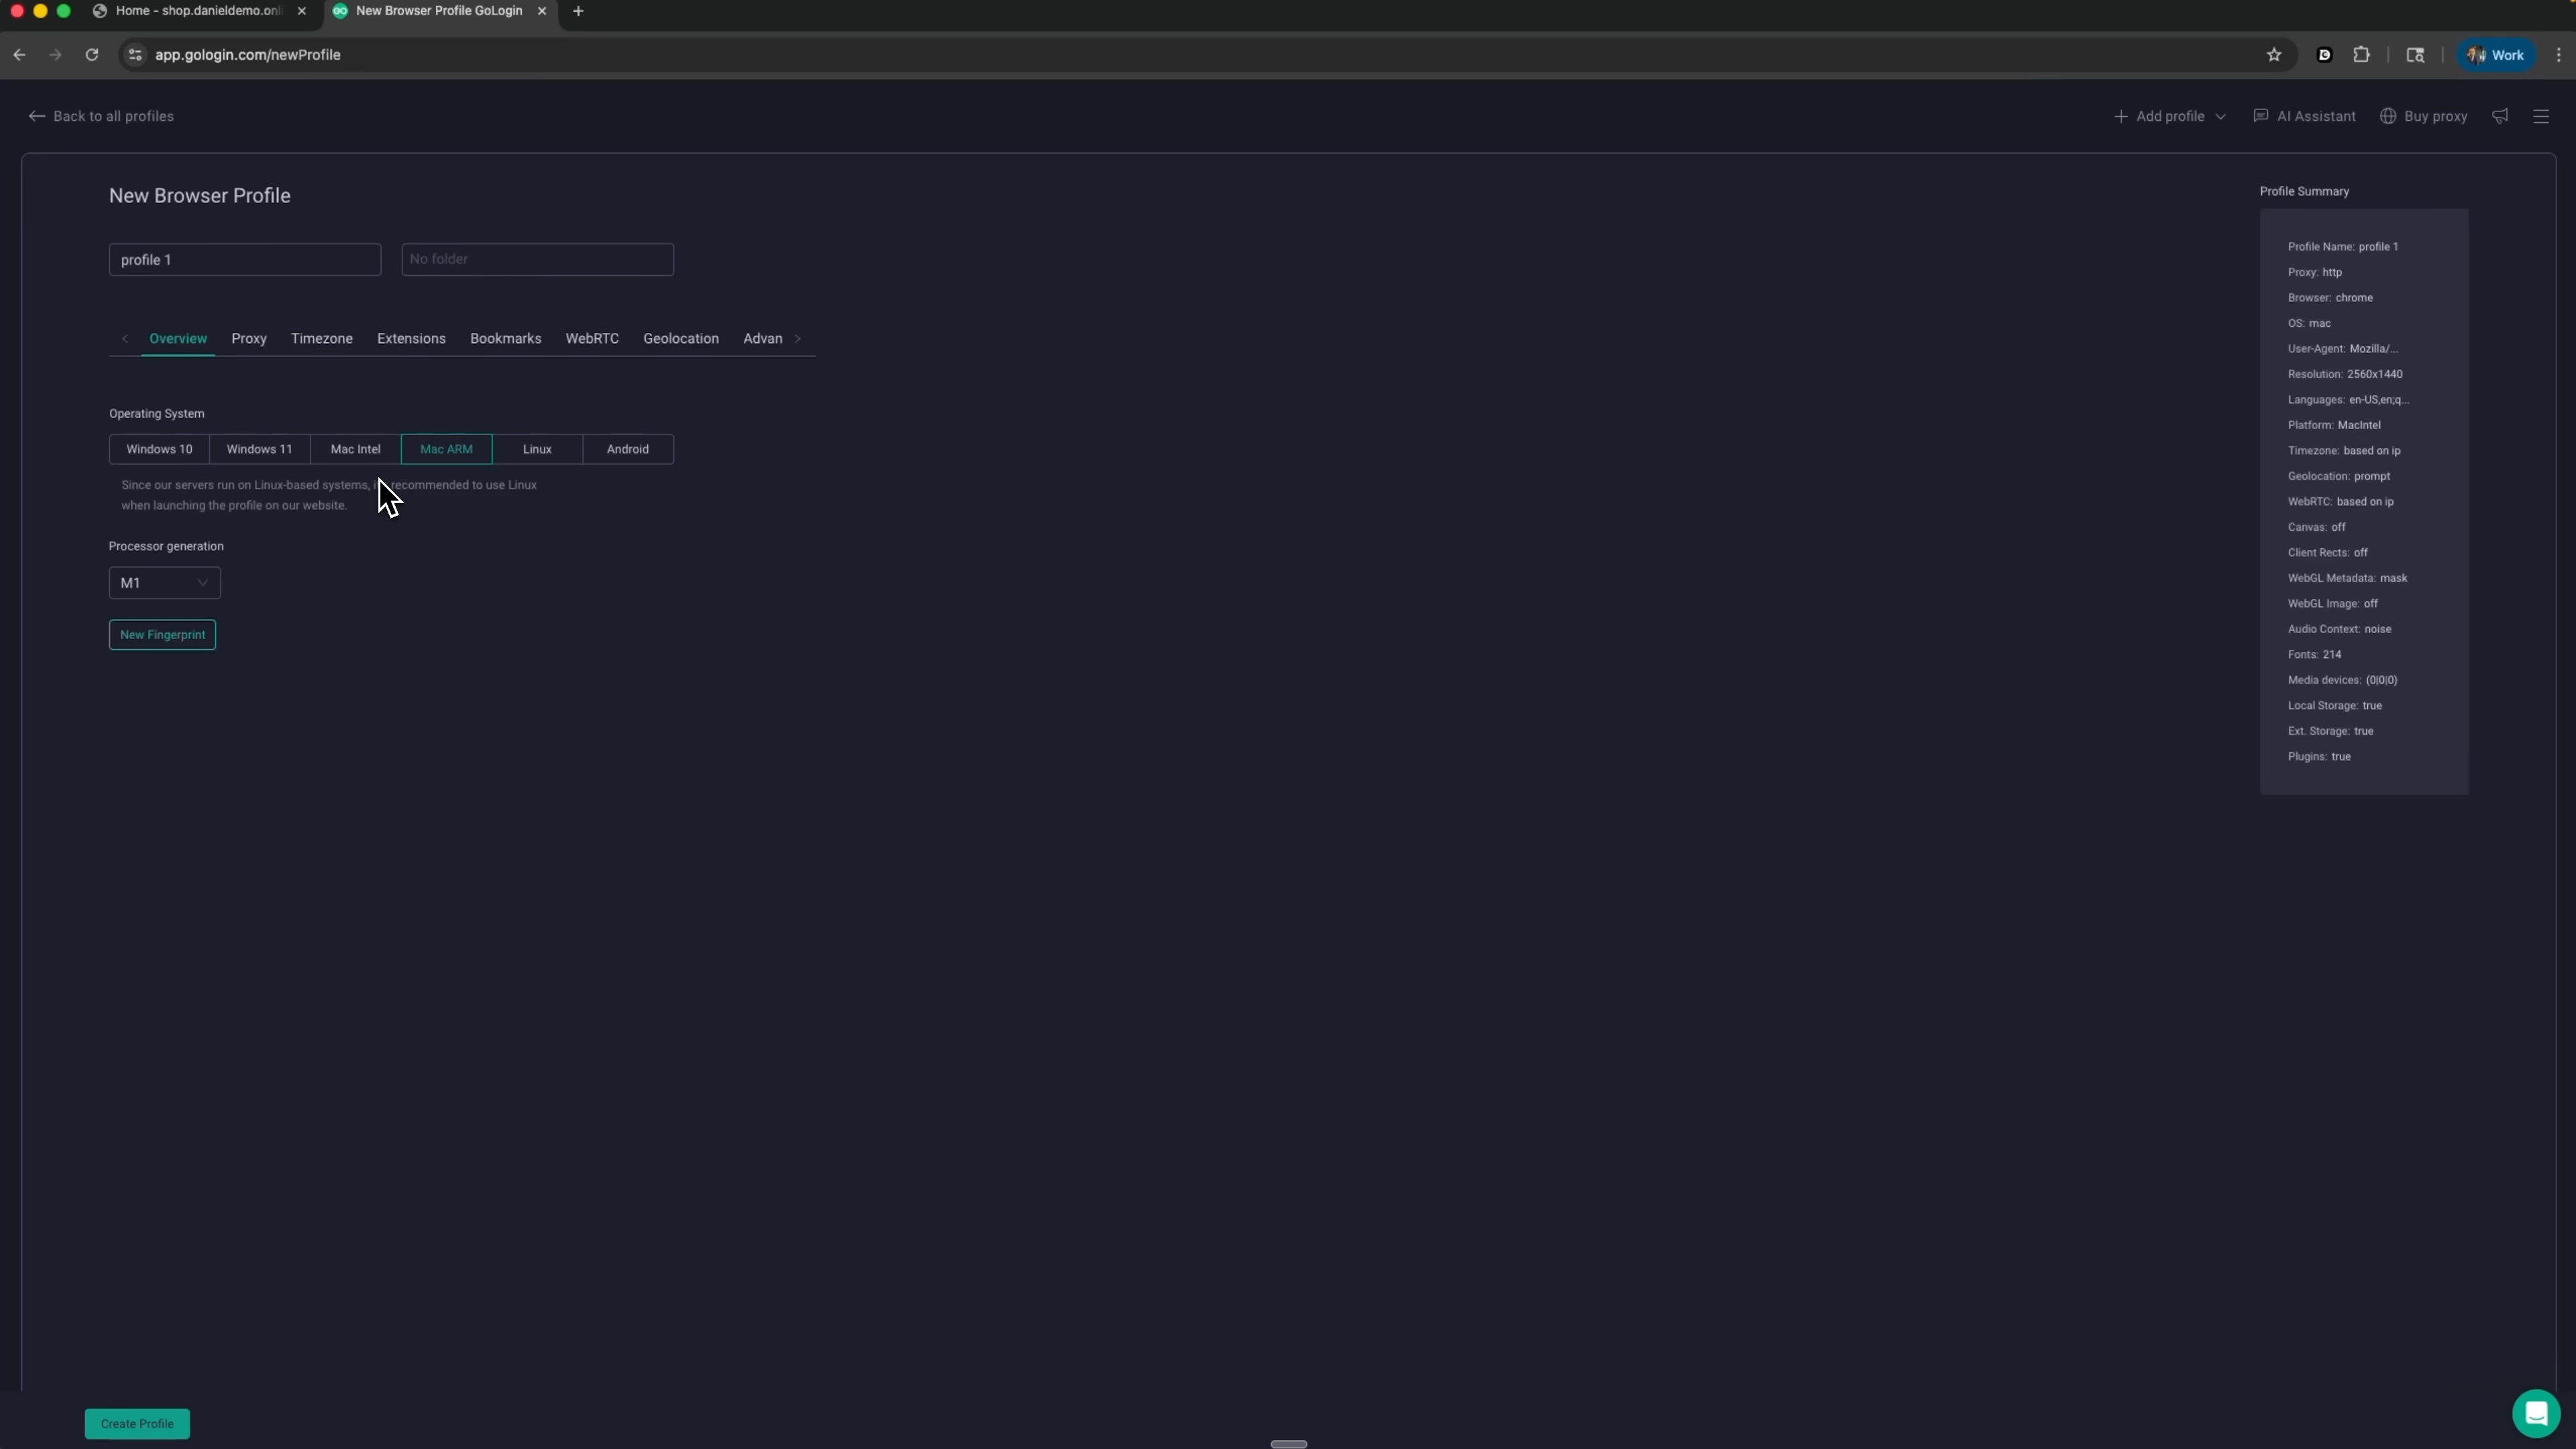 Home - shop.danieldemo.onl
New Browser Profile GoLogin
app.gologin.com/newProfile
Work
Back to all profiles
Add profile
AI Assistant
Buy proxy
New Browser Profile
profile 1
No folder
Overview
Proxy
Timezone
Extensions
Bookmarks
WebRTC
Geolocation
Advan
Operating System
Windows 10
Windows 11
Mac Intel
Mac ARM
Linux
Android
Since our servers run on Linux-based systems, recommended to use Linux
when launching the profile on our website.
Processor generation
M1
New Fingerprint
Create Profile
Profile Summary
Profile Name: profile 1
Proxy: http
Browser: chrome
OS: mac
User-Agent: Mozilla/...
Resolution: 2560x1440
Languages: en-US,en;q...
Platform: MacIntel
Timezone: based on ip
Geolocation: prompt
WebRTC: based on ip
Canvas: off
Client Rects: off
WebGL Metadata: mask
WebGL Image: off
Audio Context: noise
Fonts: 214
Media devices: (0|0|0)
Local Storage: true
Ext. Storage: true
Plugins: true